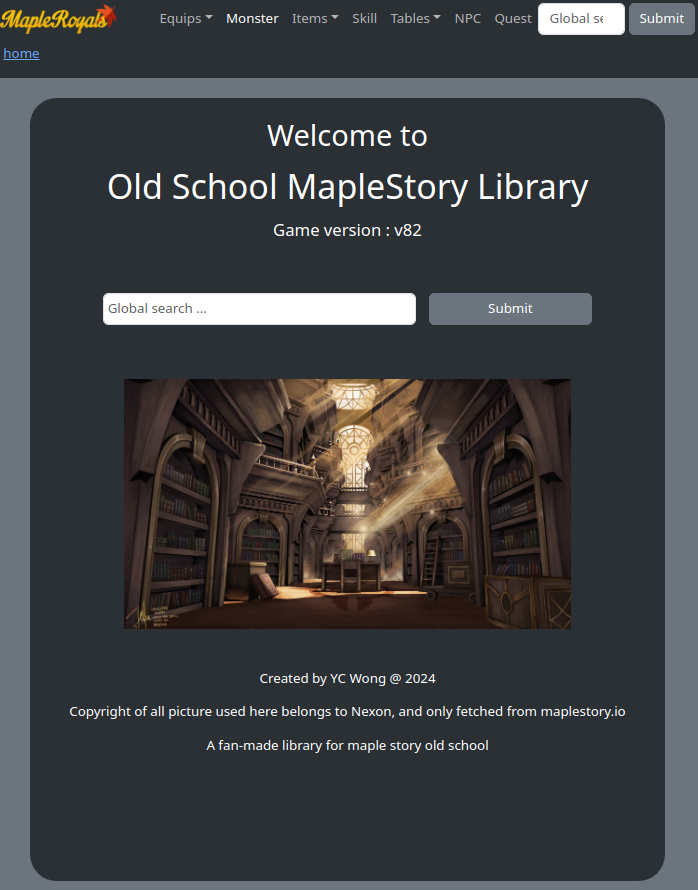 MapleRoyals
Equips Monster Items Skill Tables NPC Quest Global se Submit
home
Welcome to
Old School MapleStory Library
Game version : v82
Global search ... Submit
Created by YC Wong @ 2024
Copyright of all picture used here belongs to Nexon, and only fetched from maplestory.io
A fan-made library for maple story old school